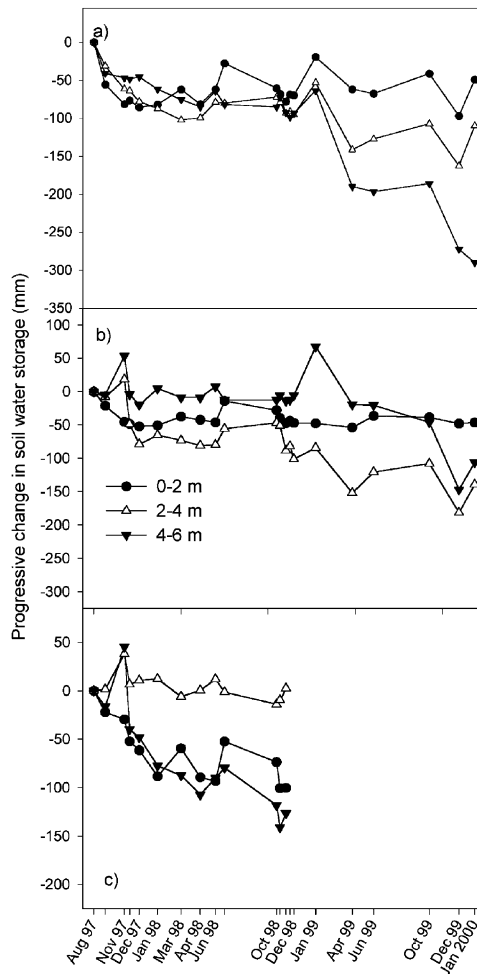 Progressive change in soil water storage (mm)
a)
0
-50
-100
-150
-200
-250
-300
-350
b)
100
50
0
-50
-100
-150
-200
-250
-300
0-2 m
2-4 m
4-6 m
50
0
-50
-100
-150
-200
c)
Aug 97
Nov 97
Dec 97
Jan 98
Mar 98
Apr 98
Jun 98
Oct 98
Dec 98
Jan 99
Apr 99
Jun 99
Oct 99
Dec 99
Jan 2000